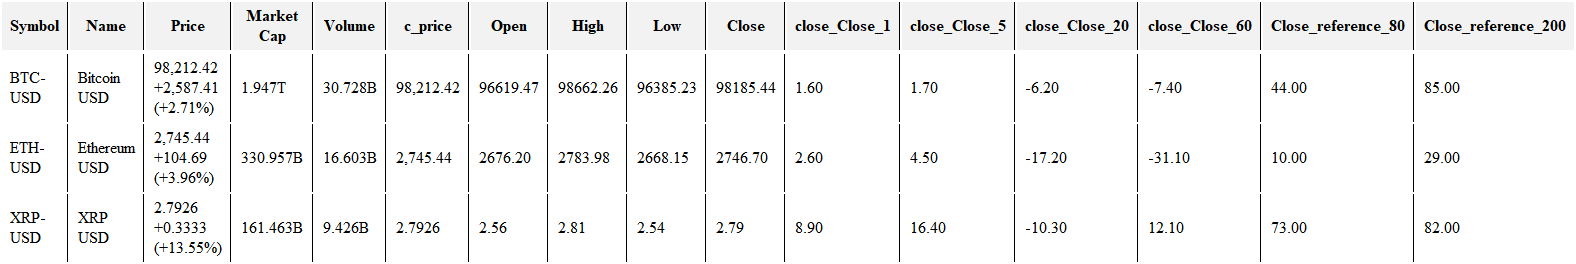 Symbol Name Price Market Cap Volume c_price Open High Low Close close_Close_1 close_Close_5 close_Close_20 close_Close_60 Close_reference_80 Close_reference_200
BTC-USD Bitcoin USD 98,212.42 +2,587.41 (+2.71%) 1.947T 30.728B 98,212.42 96619.47 98662.26 96385.23 98185.44 1.60 1.70 -6.20 -7.40 44.00 85.00
ETH-USD Ethereum USD 2,745.44 +104.69 (+3.96%) 330.957B 16.603B 2,745.44 2676.20 2783.98 2668.15 2746.70 2.60 4.50 -17.20 -31.10 10.00 29.00
XRP-USD XRP USD 2.7926 +0.3333 (+13.55%) 161.463B 9.426B 2.7926 2.56 2.81 2.54 2.79 8.90 16.40 -10.30 12.10 73.00 82.00